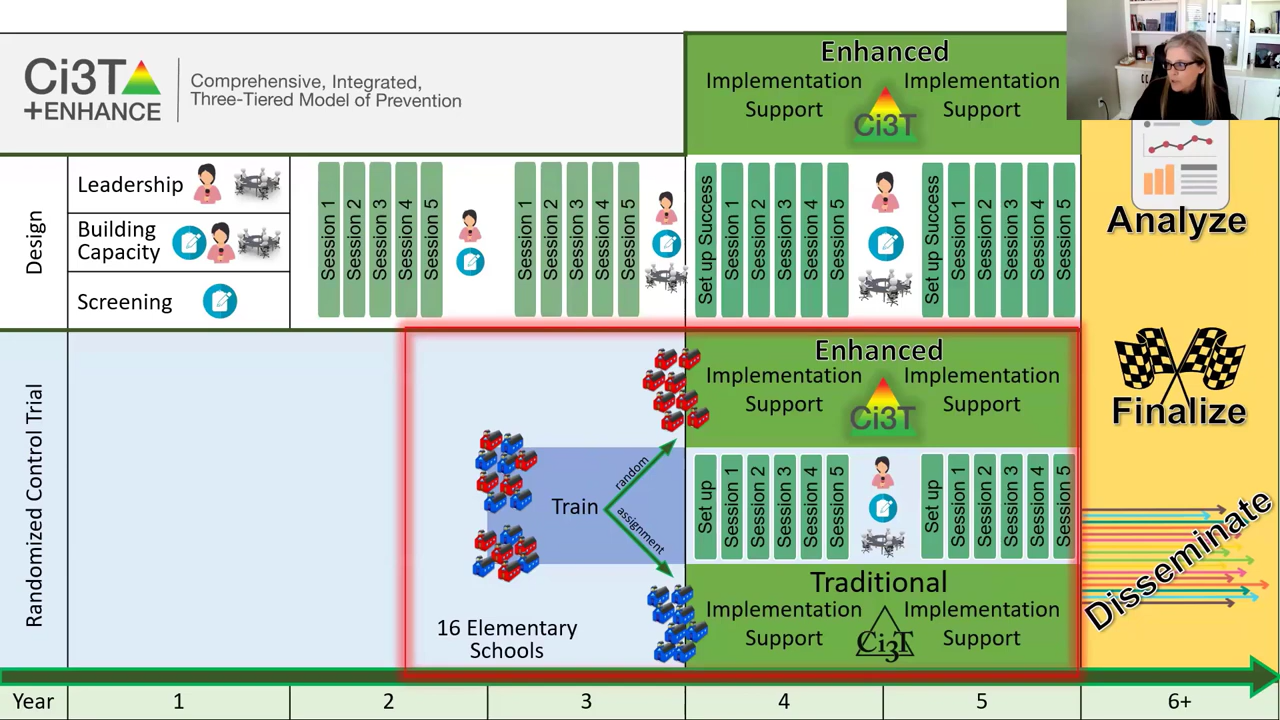 Ci3T
+ENHANCE
Comprehensive, Integrated,
Three-Tiered Model of Prevention
Enhanced
Implementation
Support
Implementation
Support
Ci3T
Design
Leadership
Building
Capacity
Screening
Session 1
Session 2
Session 3
Session 4
Session 5
Session 1
Session 2
Session 3
Session 4
Session 5
Set up Success
Session 1
Session 2
Session 3
Session 4
Session 5
Set up Success
Session 1
Session 2
Session 3
Session 4
Session 5
Analyze
Randomized Control Trial
Enhanced
Implementation
Support
Implementation
Support
Ci3T
Finalize
Train
random
assignment
Set up
Session 1
Session 2
Session 3
Session 4
Session 5
Set up
Session 1
Session 2
Session 3
Session 4
Session 5
Disseminate
16 Elementary
Schools
Traditional
Implementation
Support
Implementation
Support
Ci3T
Year
1
2
3
4
5
6+